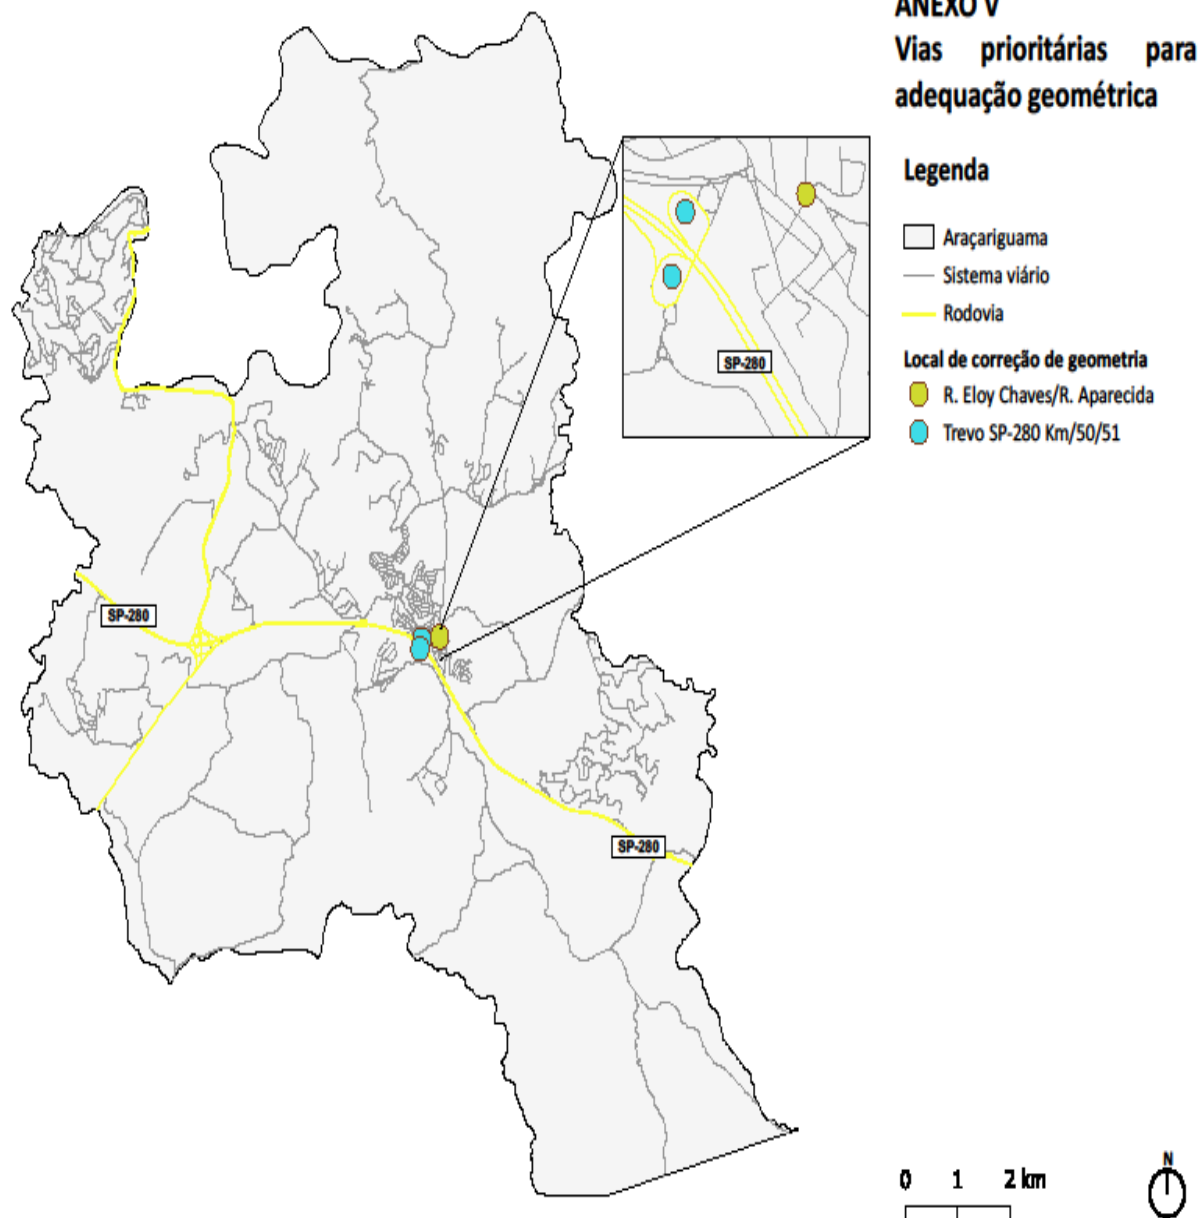 ANEXO V
Vias prioritárias para
adequação geométrica
Legenda
Araçariguama
Sistema viário
Rodovia
Local de correção de geometria
R. Eloy Chaves/R. Aparecida
Trevo SP-280 Km/50/51
SP-280
SP-280
SP-280
0 1 2 km
N